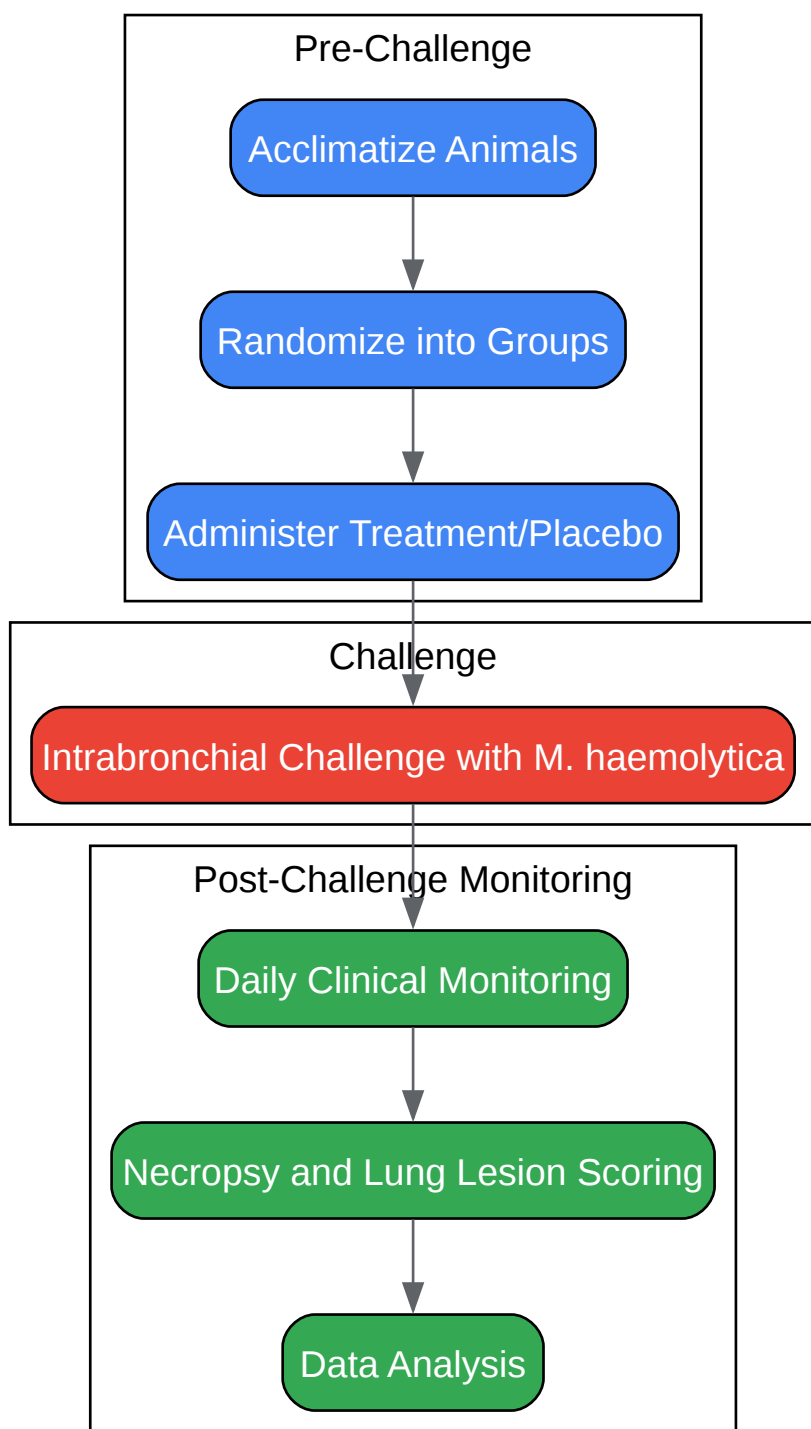 Pre-Challenge
Acclimatize Animals
Randomize into Groups
Administer Treatment/Placebo
Challenge
Intrabronchial Challenge with M. haemolytica
Post-Challenge Monitoring
Daily Clinical Monitoring
Necropsy and Lung Lesion Scoring
Data Analysis